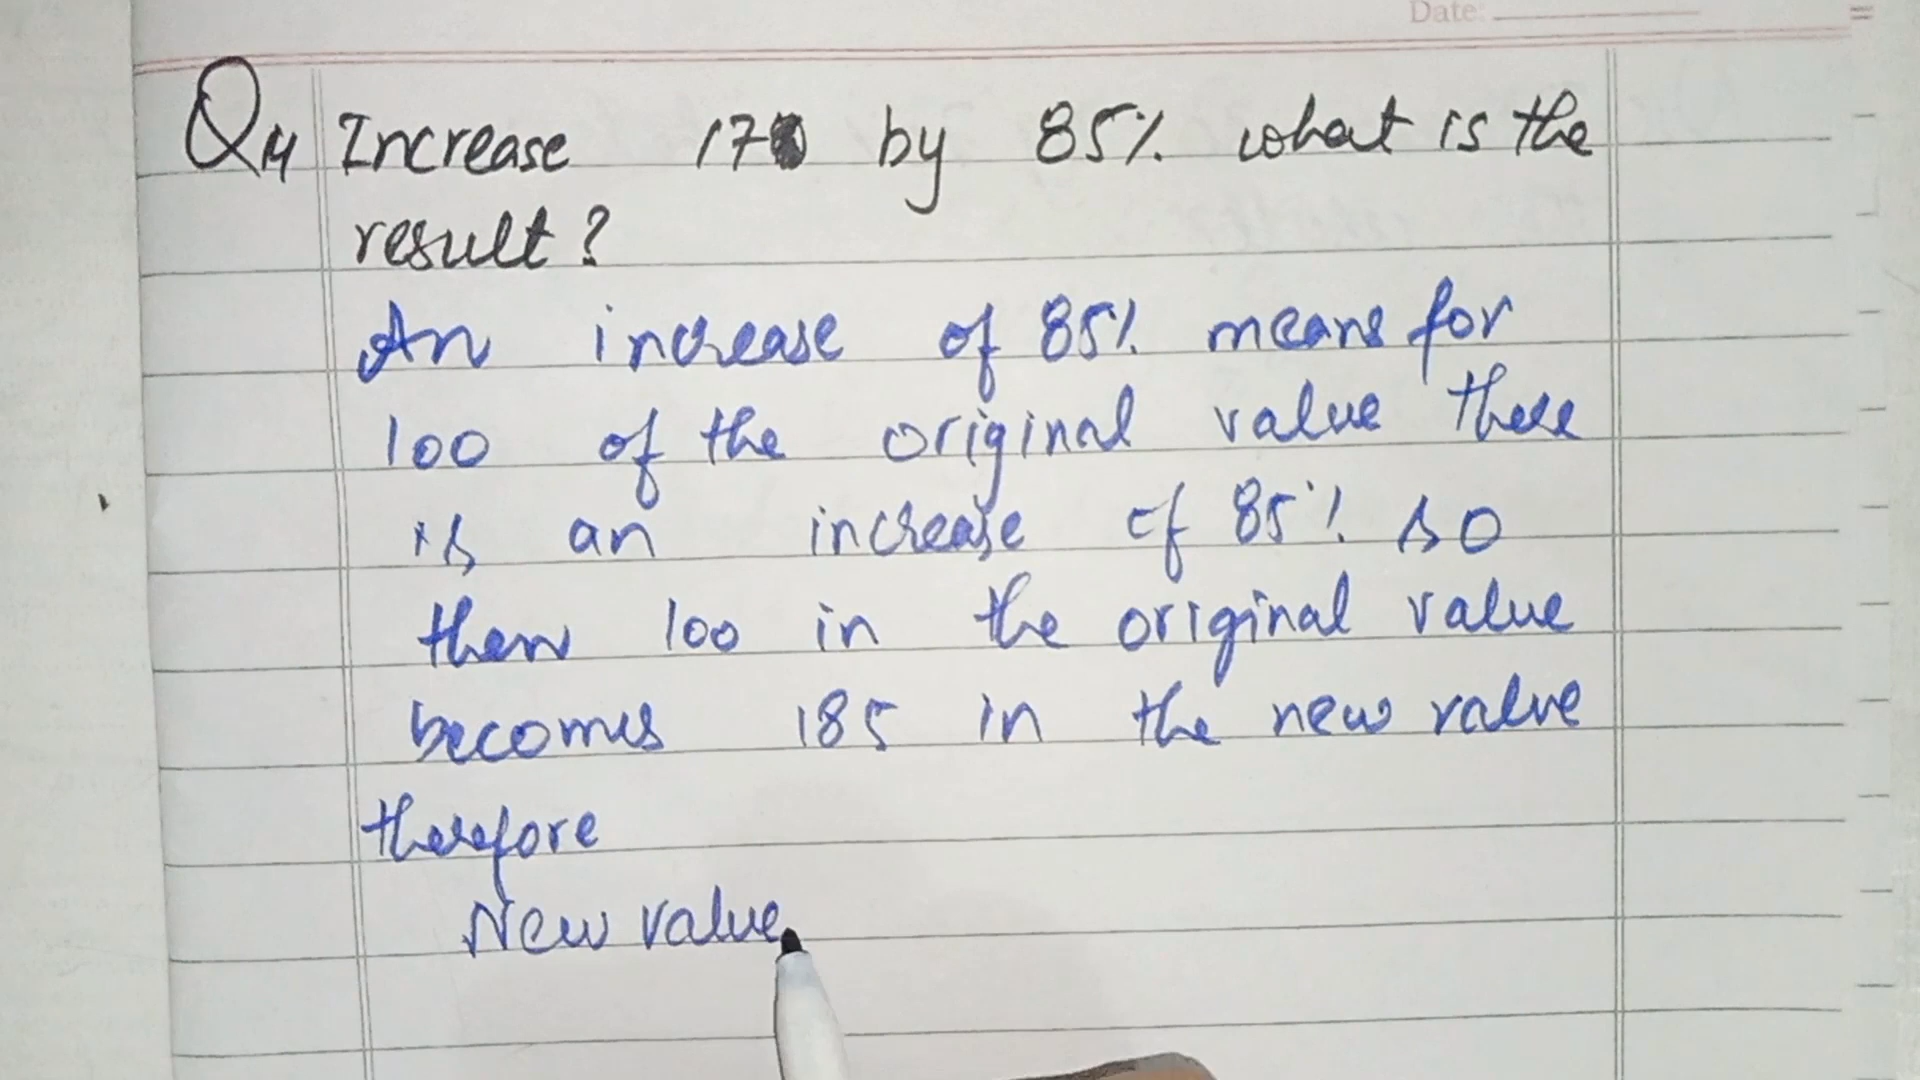 Date:
Q14 Increase 170 by 85% what is the
result?
An increase of 85% means for
100 of the original value there
is an increase of 85% so
then 100 in the original value
becomes 185 in the new value
therefore
New value